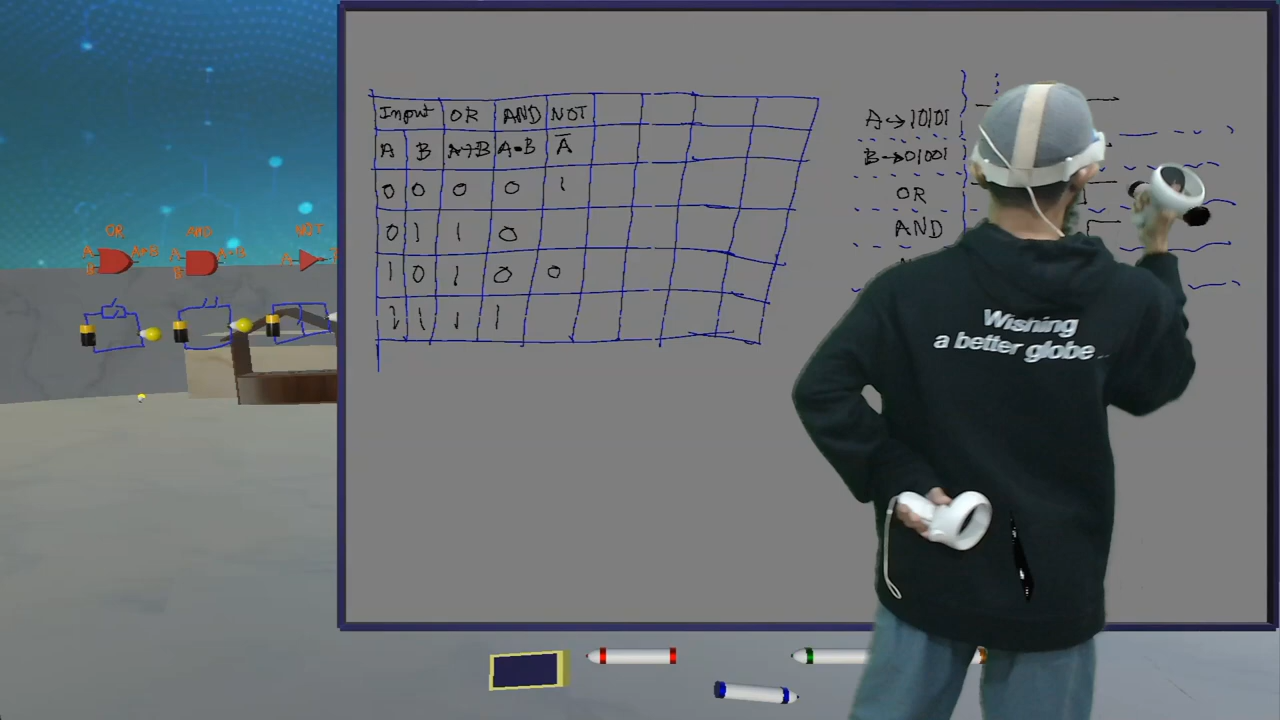 Input OR AND NOT
A B A+B A•B A̅
0 0 0 0 1
0 1 1 0
1 0 1 0 0
1 1 1 1
A→10101
B→01001
OR
AND
OR
AND
NOT
A
A
B
A
Wishing
a better globe..